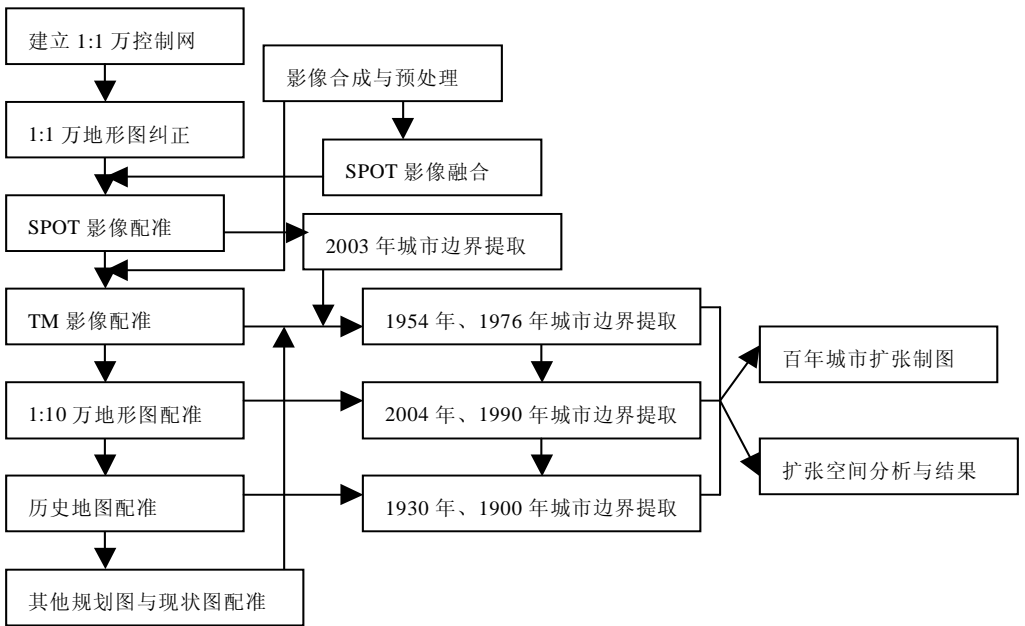 建立 1:1 万控制网
影像合成与预处理
1:1 万地形图纠正
SPOT 影像融合
SPOT 影像配准
2003 年城市边界提取
TM 影像配准
1954 年、1976 年城市边界提取
百年城市扩张制图
1:10 万地形图配准
2004 年、1990 年城市边界提取
扩张空间分析与结果
历史地图配准
1930 年、1900 年城市边界提取
其他规划图与现状图配准